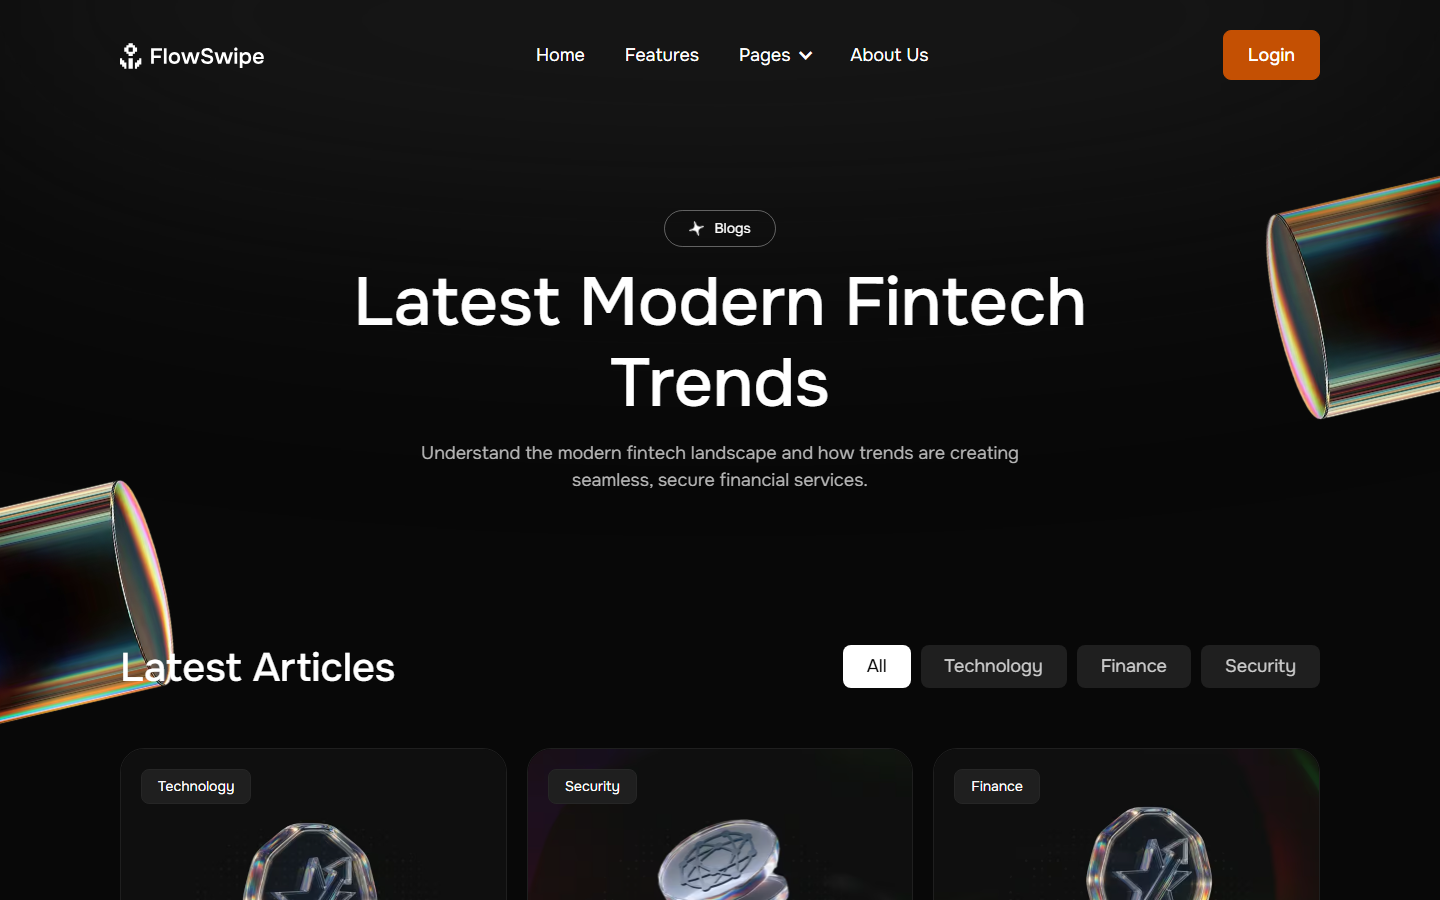 FlowSwipe
Home
Features
Pages
About Us
Login
Blogs
Latest Modern Fintech
Trends
Understand the modern fintech landscape and how trends are creating
seamless, secure financial services.
Latest Articles
All
Technology
Finance
Security
Technology
Security
Finance